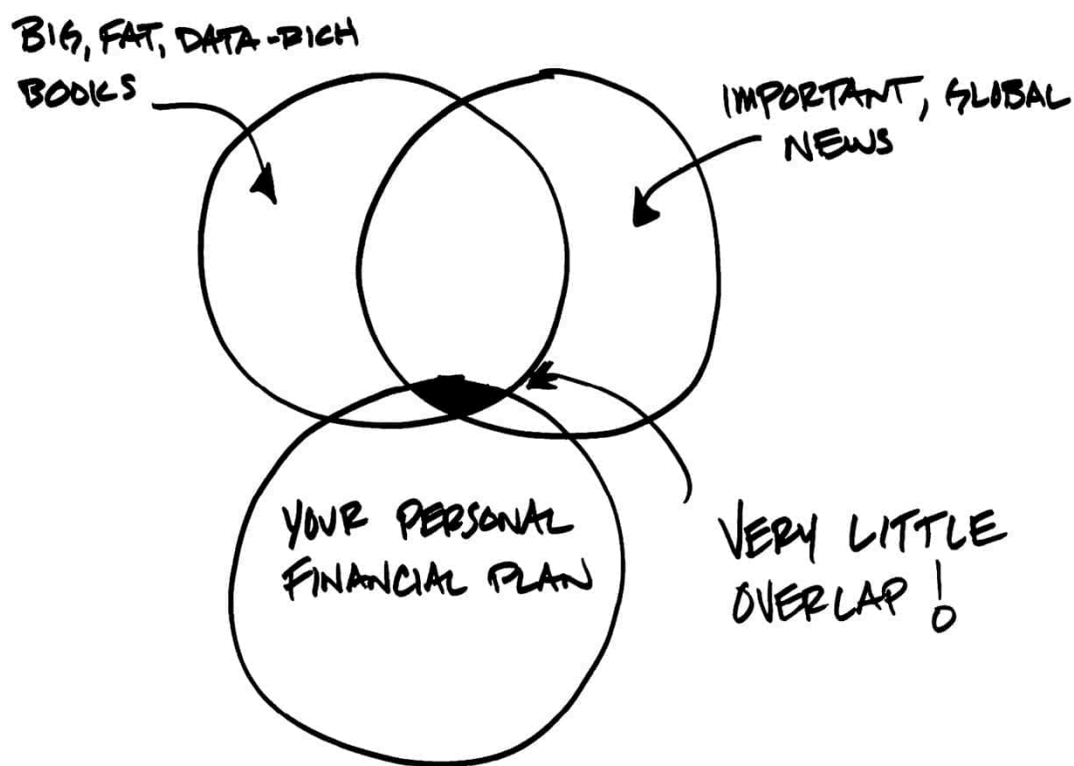 BIG, FAT, DATA-RICH
BOOKS
IMPORTANT, GLOBAL
NEWS
YOUR PERSONAL
FINANCIAL PLAN
VERY LITTLE
OVERLAP!